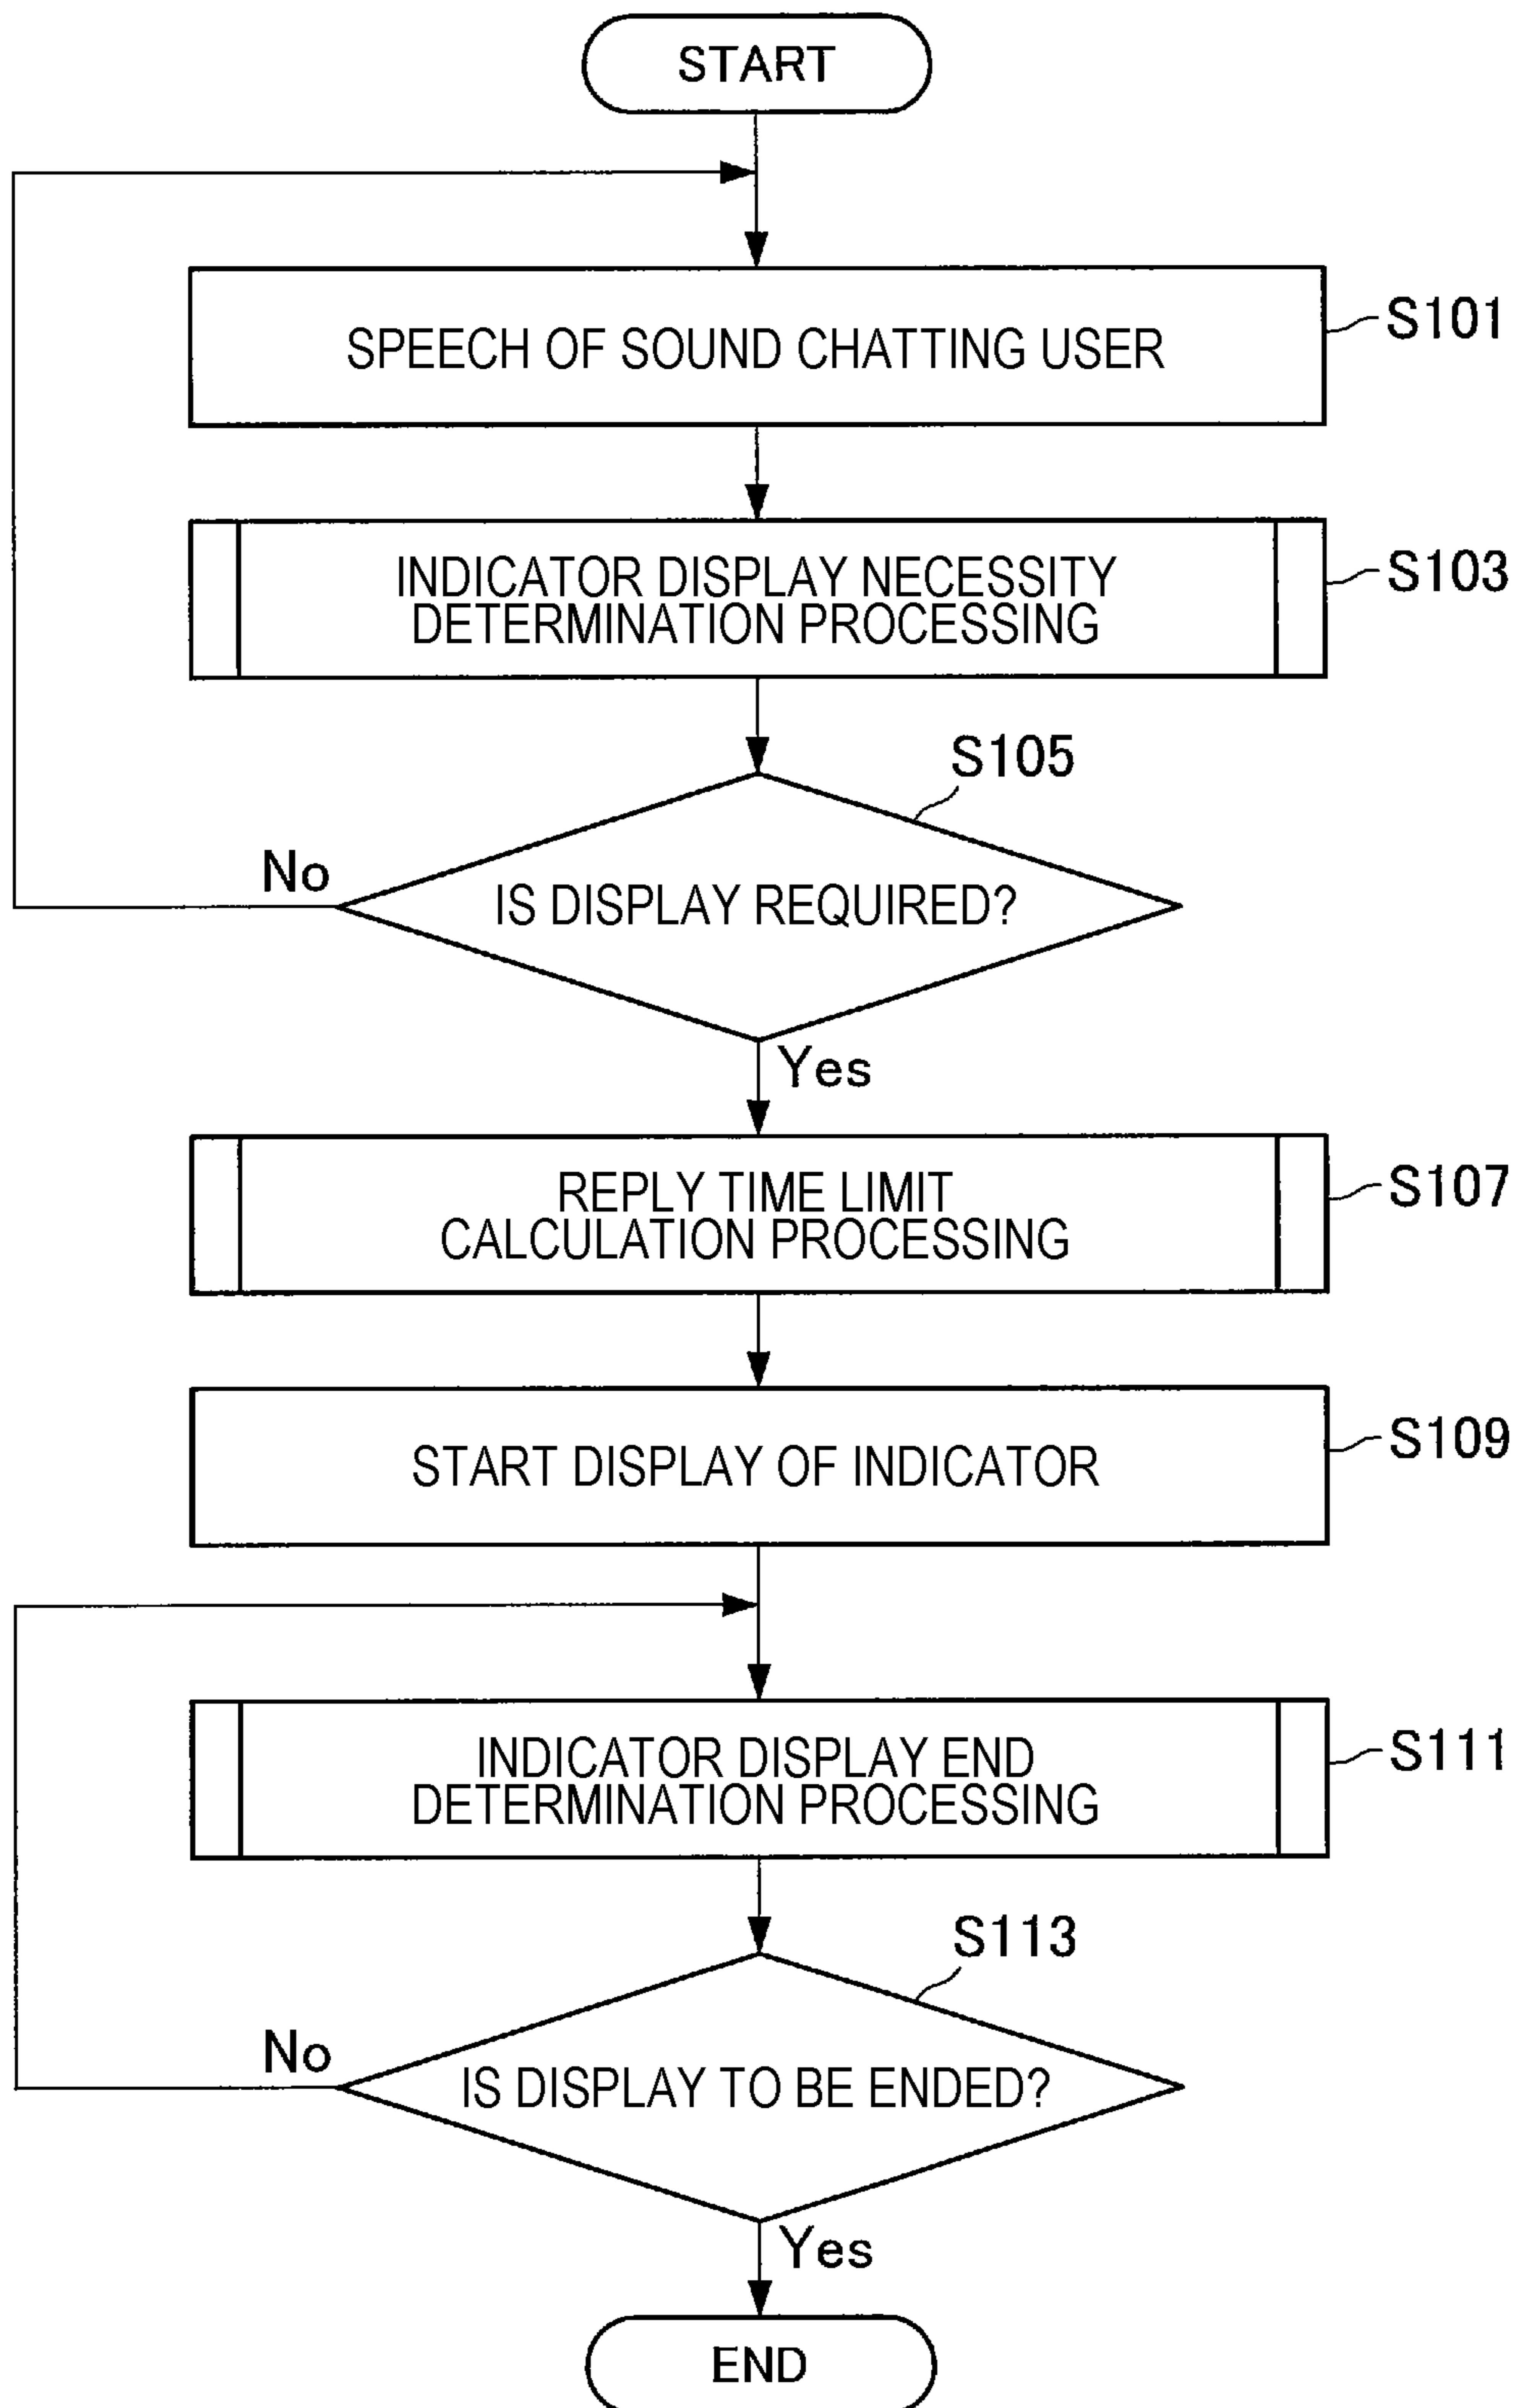 START
SPEECH OF SOUND CHATTING USER
S101
INDICATOR DISPLAY NECESSITY
DETERMINATION PROCESSING
S103
S105
IS DISPLAY REQUIRED?
No
Yes
REPLY TIME LIMIT
CALCULATION PROCESSING
S107
START DISPLAY OF INDICATOR
S109
INDICATOR DISPLAY END
DETERMINATION PROCESSING
S111
S113
IS DISPLAY TO BE ENDED?
No
Yes
END